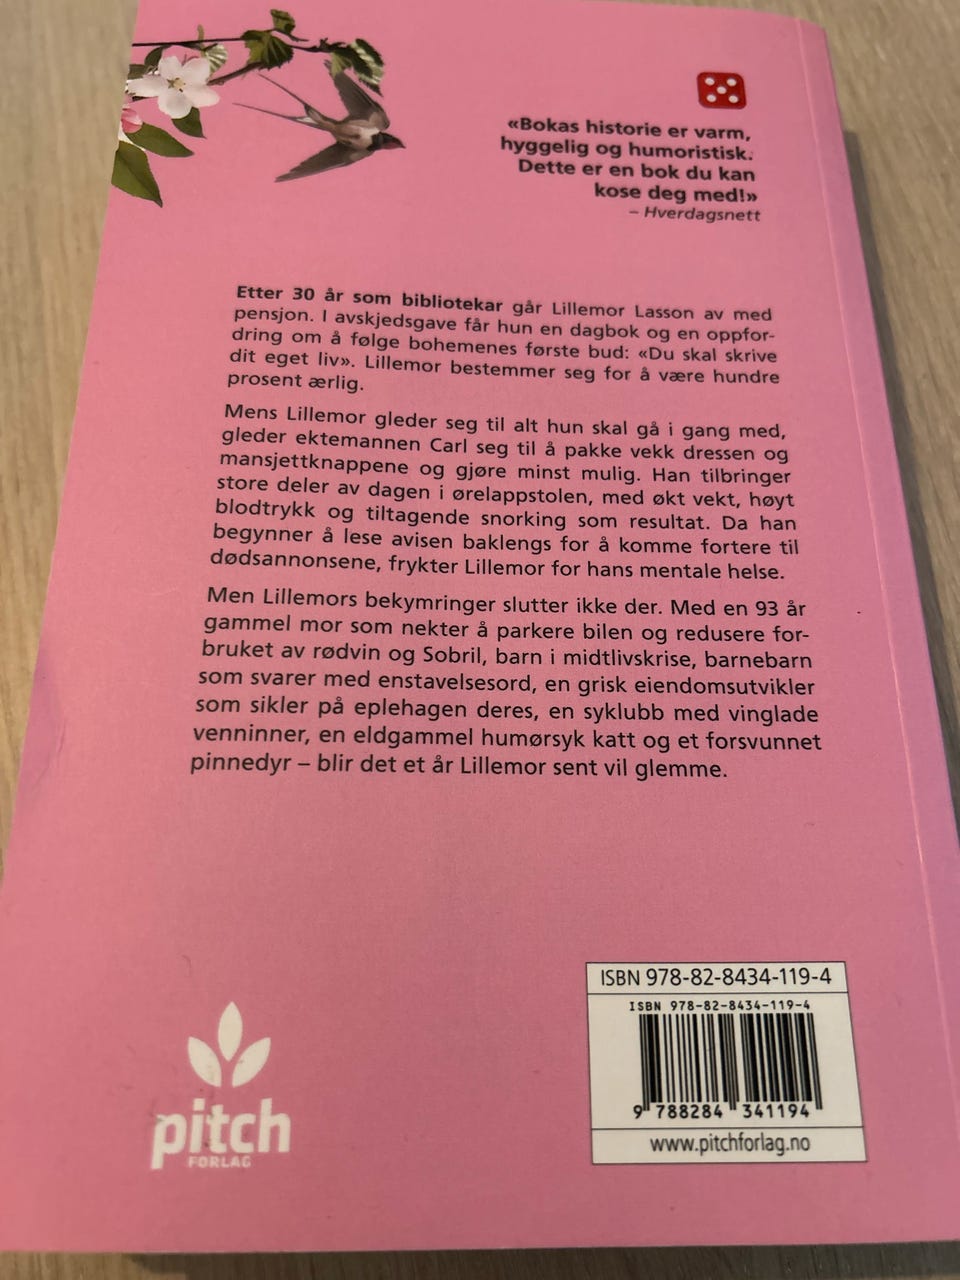 «Bokas historie er varm,
hyggelig og humoristisk.
Dette er en bok du kan
kose deg med!»
– Hverdagsnett
Etter 30 år som bibliotekar går Lillemor Lasson av med
pensjon. I avskjedsgave får hun en dagbok og en oppfor-
dring om å følge bohemenes første bud: «Du skal skrive
dit eget liv». Lillemor bestemmer seg for å være hundre
prosent ærlig.
Mens Lillemor gleder seg til alt hun skal gå i gang med,
gleder ektemannen Carl seg til å pakke vekk dressen og
mansjettknappene og gjøre minst mulig. Han tilbringer
store deler av dagen i ørelappstolen, med økt vekt, høyt
blodtrykk og tiltagende snorking som resultat. Da han
begynner å lese avisen baklengs for å komme fortere til
dødsannonsene, frykter Lillemor for hans mentale helse.
Men Lillemors bekymringer slutter ikke der. Med en 93 år
gammel mor som nekter å parkere bilen og redusere for-
bruket av rødvin og Sobril, barn i midtlivskrise, barnebarn
som svarer med enstavelsesord, en grisk eiendomsutvikler
som sikler på eplehagen deres, en syklubb med vinglade
venninner, en eldgammel humørsyk katt og et forsvunnet
pinnedyr – blir det et år Lillemor sent vil glemme.
ISBN 978-82-8434-119-4
ISBN 978-82-8434-119-4
9 788284 341194
www.pitchforlag.no
pitch
FORLAG